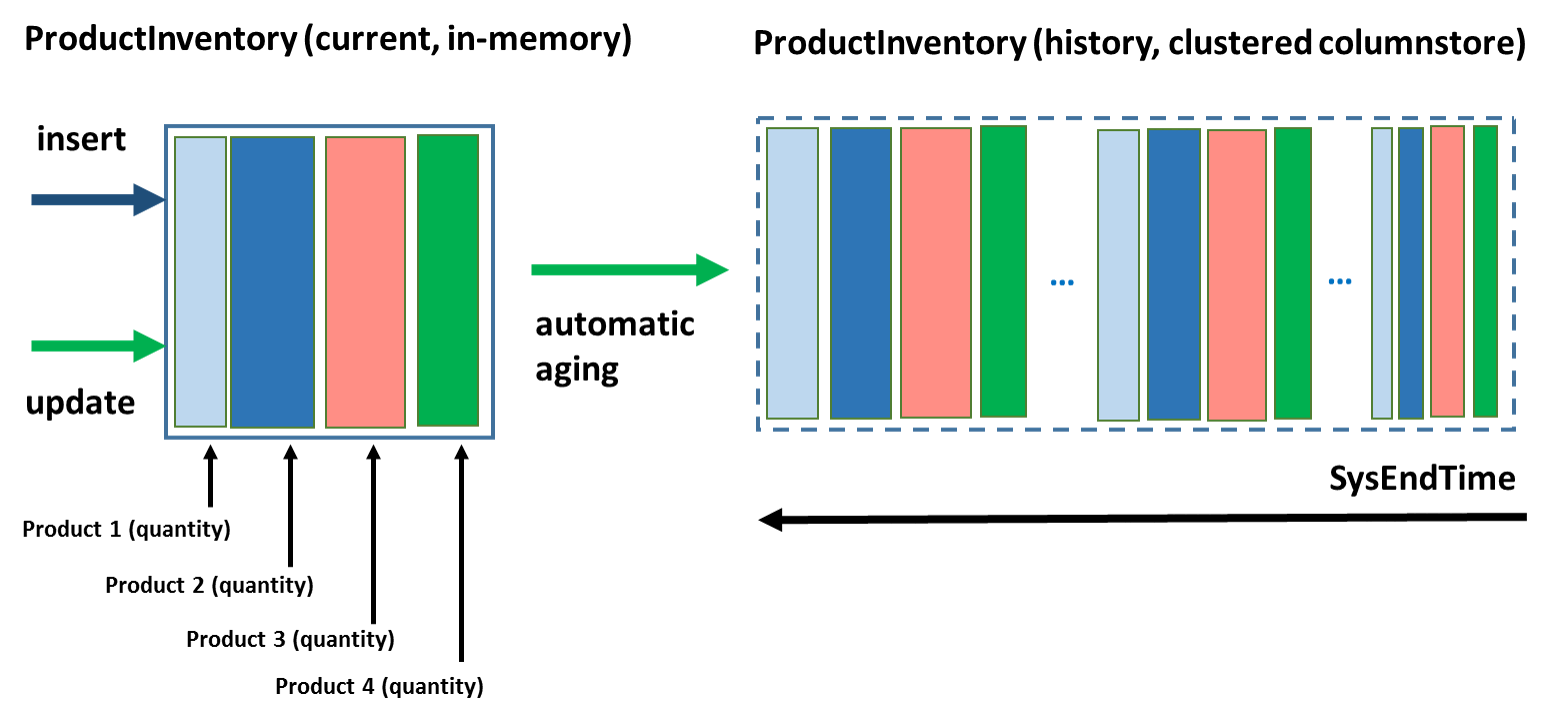 ProductInventory (current, in-memory)
ProductInventory (history, clustered columnstore)
insert
update
automatic
aging
...
...
SysEndTime
Product 1 (quantity)
Product 2 (quantity)
Product 3 (quantity)
Product 4 (quantity)